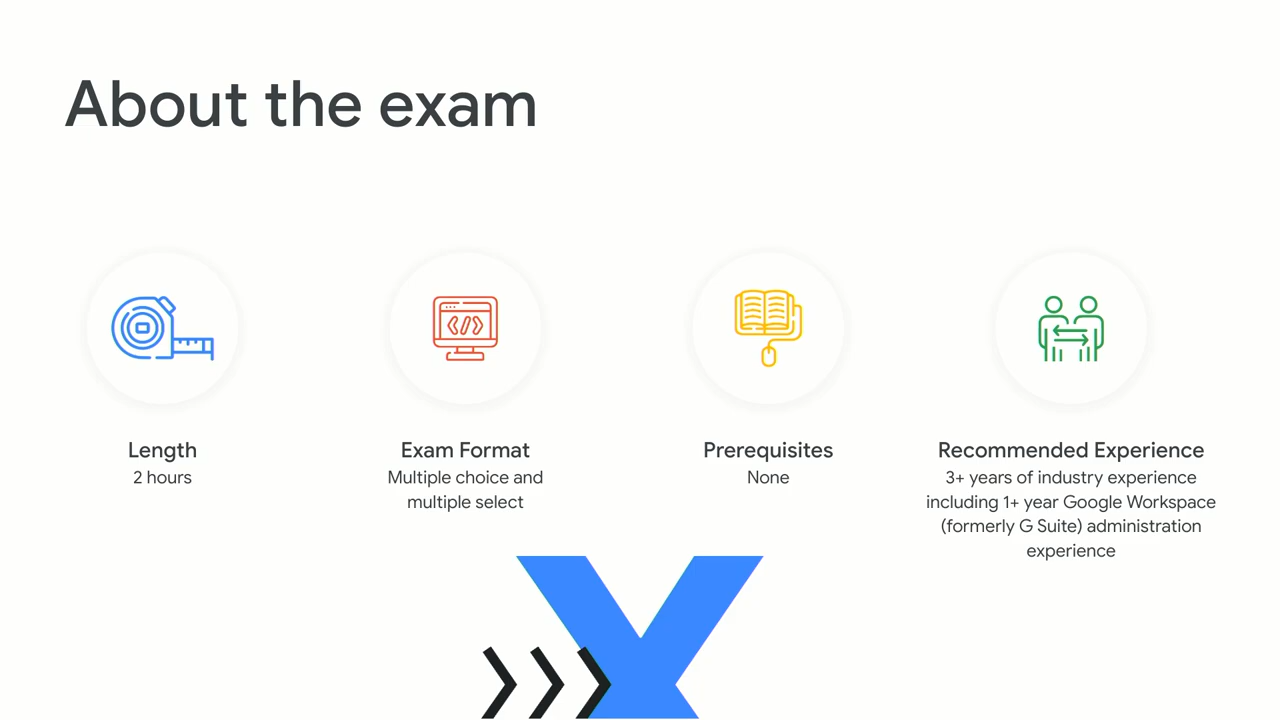 About the exam
Length
2 hours
Exam Format
Multiple choice and
multiple select
Prerequisites
None
Recommended Experience
3+ years of industry experience
including 1+ year Google Workspace
(formerly G Suite) administration
experience